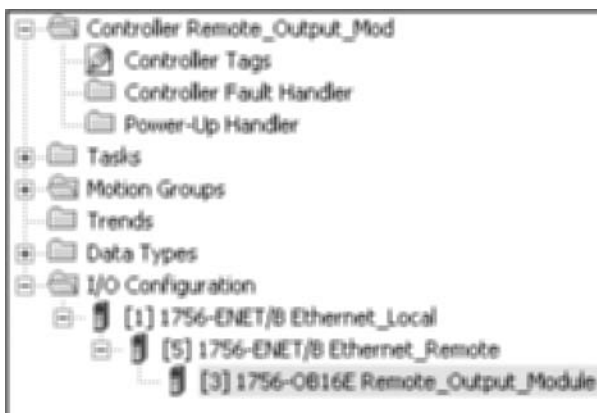 Controller Remote_Output_Mod
Controller Tags
Controller Fault Handler
Power-Up Handler
Tasks
Motion Groups
Trends
Data Types
I/O Configuration
[1] 1756-ENET/B Ethernet_Local
[5] 1756-ENET/B Ethernet_Remote
[3] 1756-OB16E Remote_Output_Module